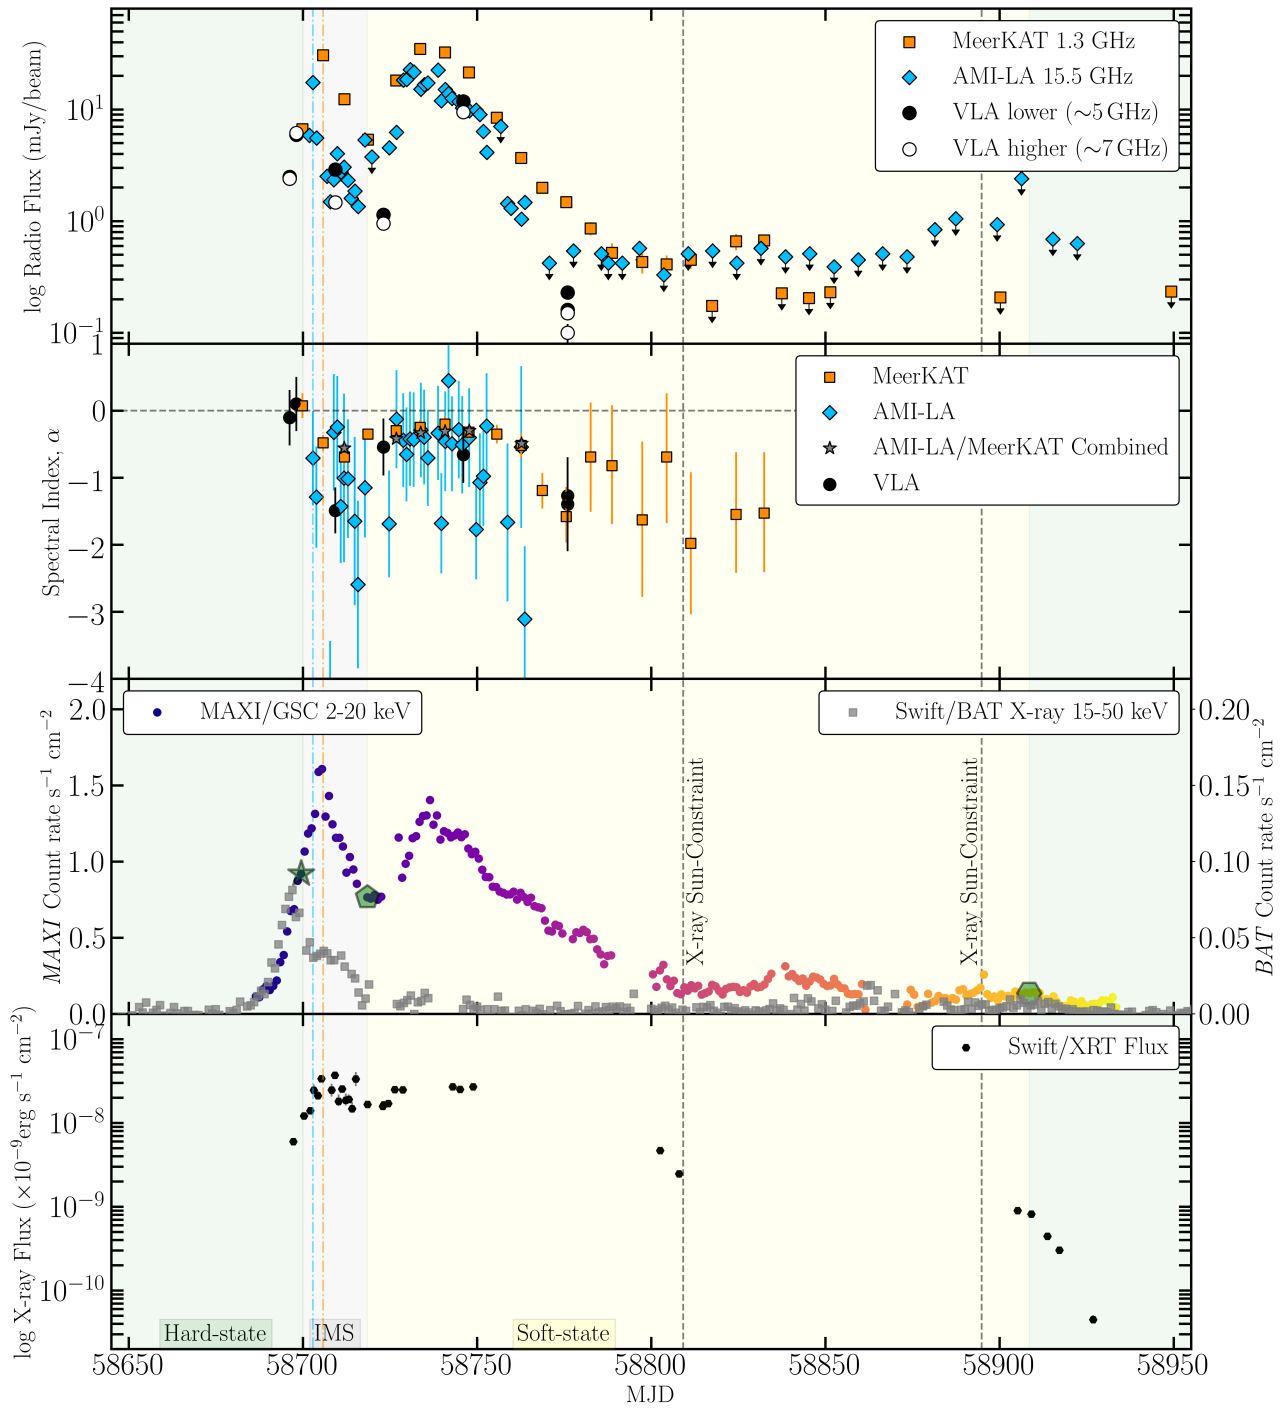 log Radio Flux (mJy/beam)
10¹
10⁰
10⁻¹
MeerKAT 1.3 GHz
AMI-LA 15.5 GHz
VLA lower (∼5 GHz)
VLA higher (∼7 GHz)
Spectral Index, α
1
0
−1
−2
−3
−4
MeerKAT
AMI-LA
AMI-LA/MeerKAT Combined
VLA
MAXI Count rate s⁻¹ cm⁻²
2.0
1.5
1.0
0.5
0.0
MAXI/GSC 2-20 keV
Swift/BAT X-ray 15-50 keV
X-ray Sun-Constraint
X-ray Sun-Constraint
0.20
0.15
0.10
0.05
0.00
BAT Count rate s⁻¹ cm⁻²
log X-ray Flux (×10⁻⁹erg s⁻¹ cm⁻²)
10⁻⁷
10⁻⁸
10⁻⁹
10⁻¹⁰
Swift/XRT Flux
Hard-state
IMS
Soft-state
58650
58700
58750
58800
58850
58900
58950
MJD